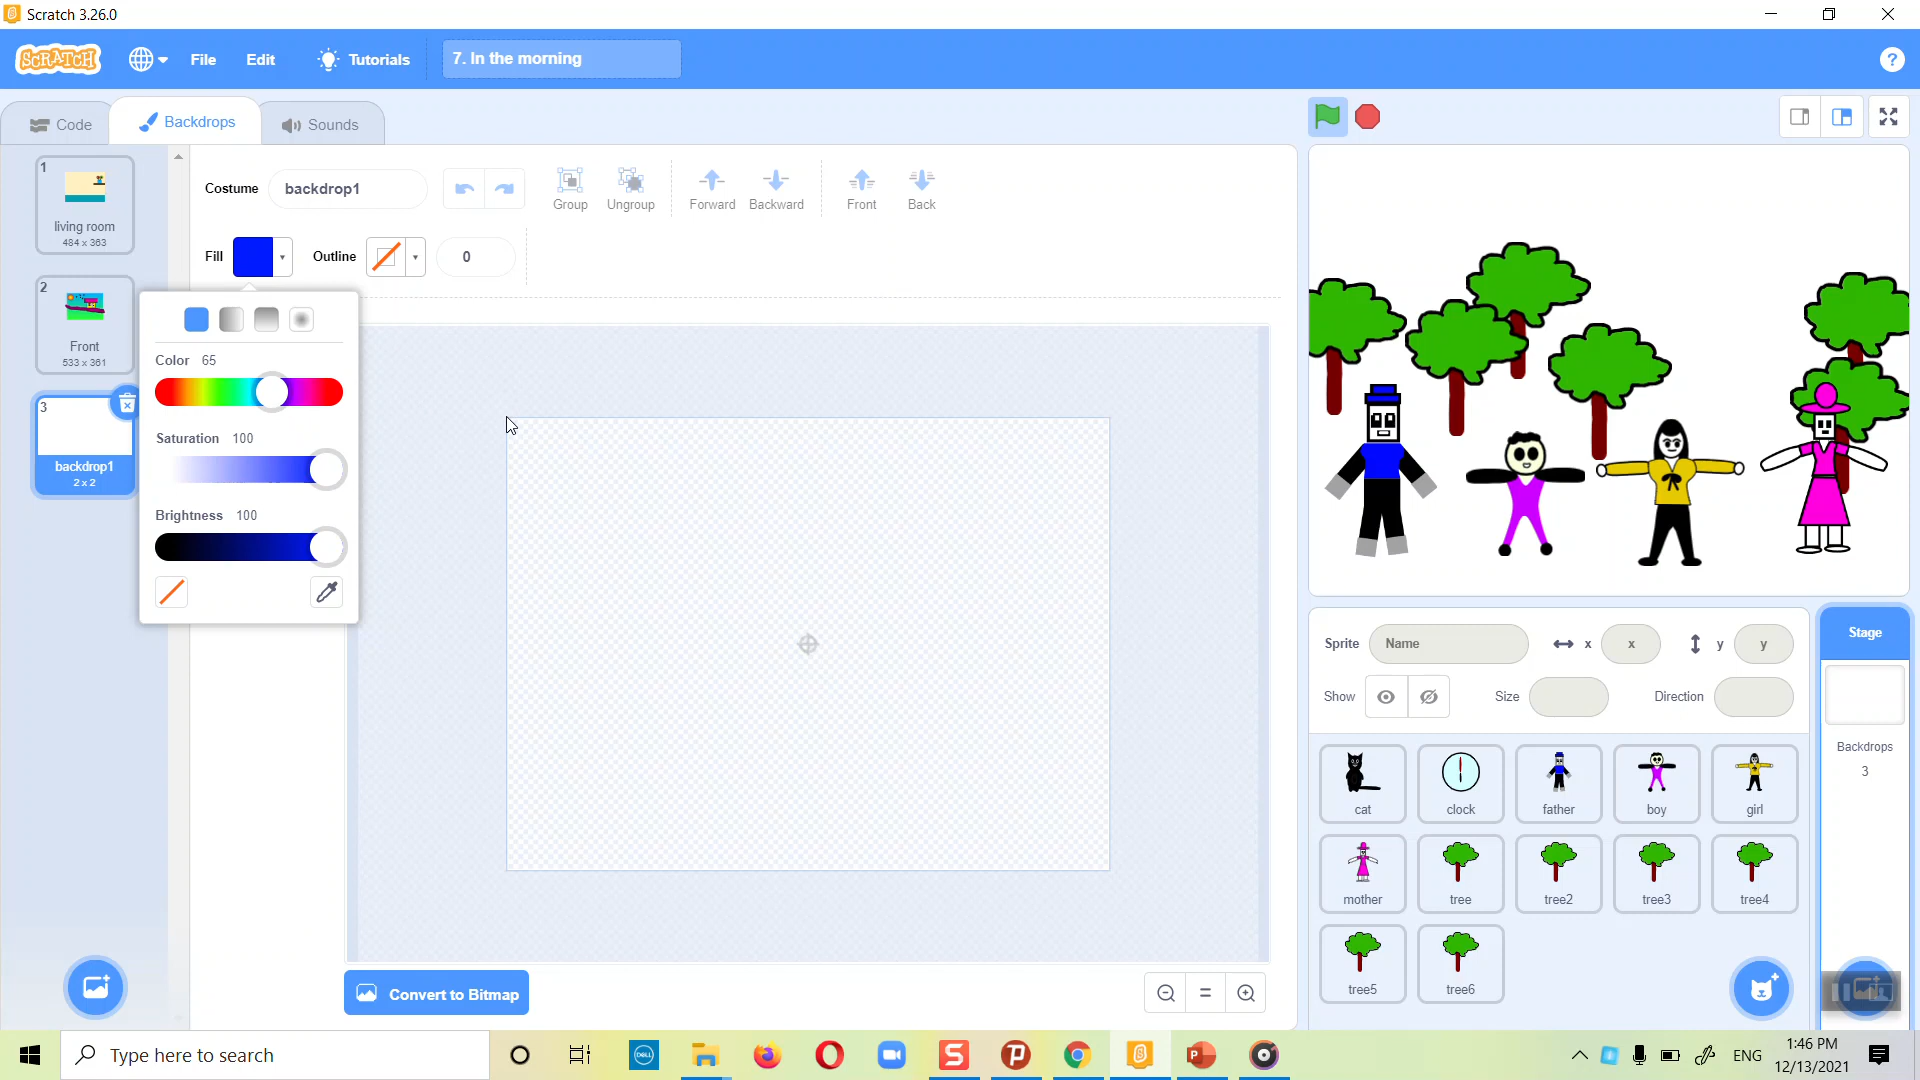 Scratch 3.26.0
SCRATCH
File
Edit
Tutorials
7. In the morning
?
Code
Backdrops
Sounds
1
living room
484 x 363
2
Front
533 x 361
3
backdrop1
2 x 2
Costume
backdrop1
Group
Ungroup
Forward
Backward
Front
Back
Fill
Outline
0
Color 65
Saturation 100
Brightness 100
Convert to Bitmap
Sprite
Name
x
x
y
y
Show
Size
Direction
Stage
Backdrops
3
cat
clock
father
boy
girl
mother
tree
tree2
tree3
tree4
tree5
tree6
Type here to search
DELL
ENG
1:46 PM
12/13/2021